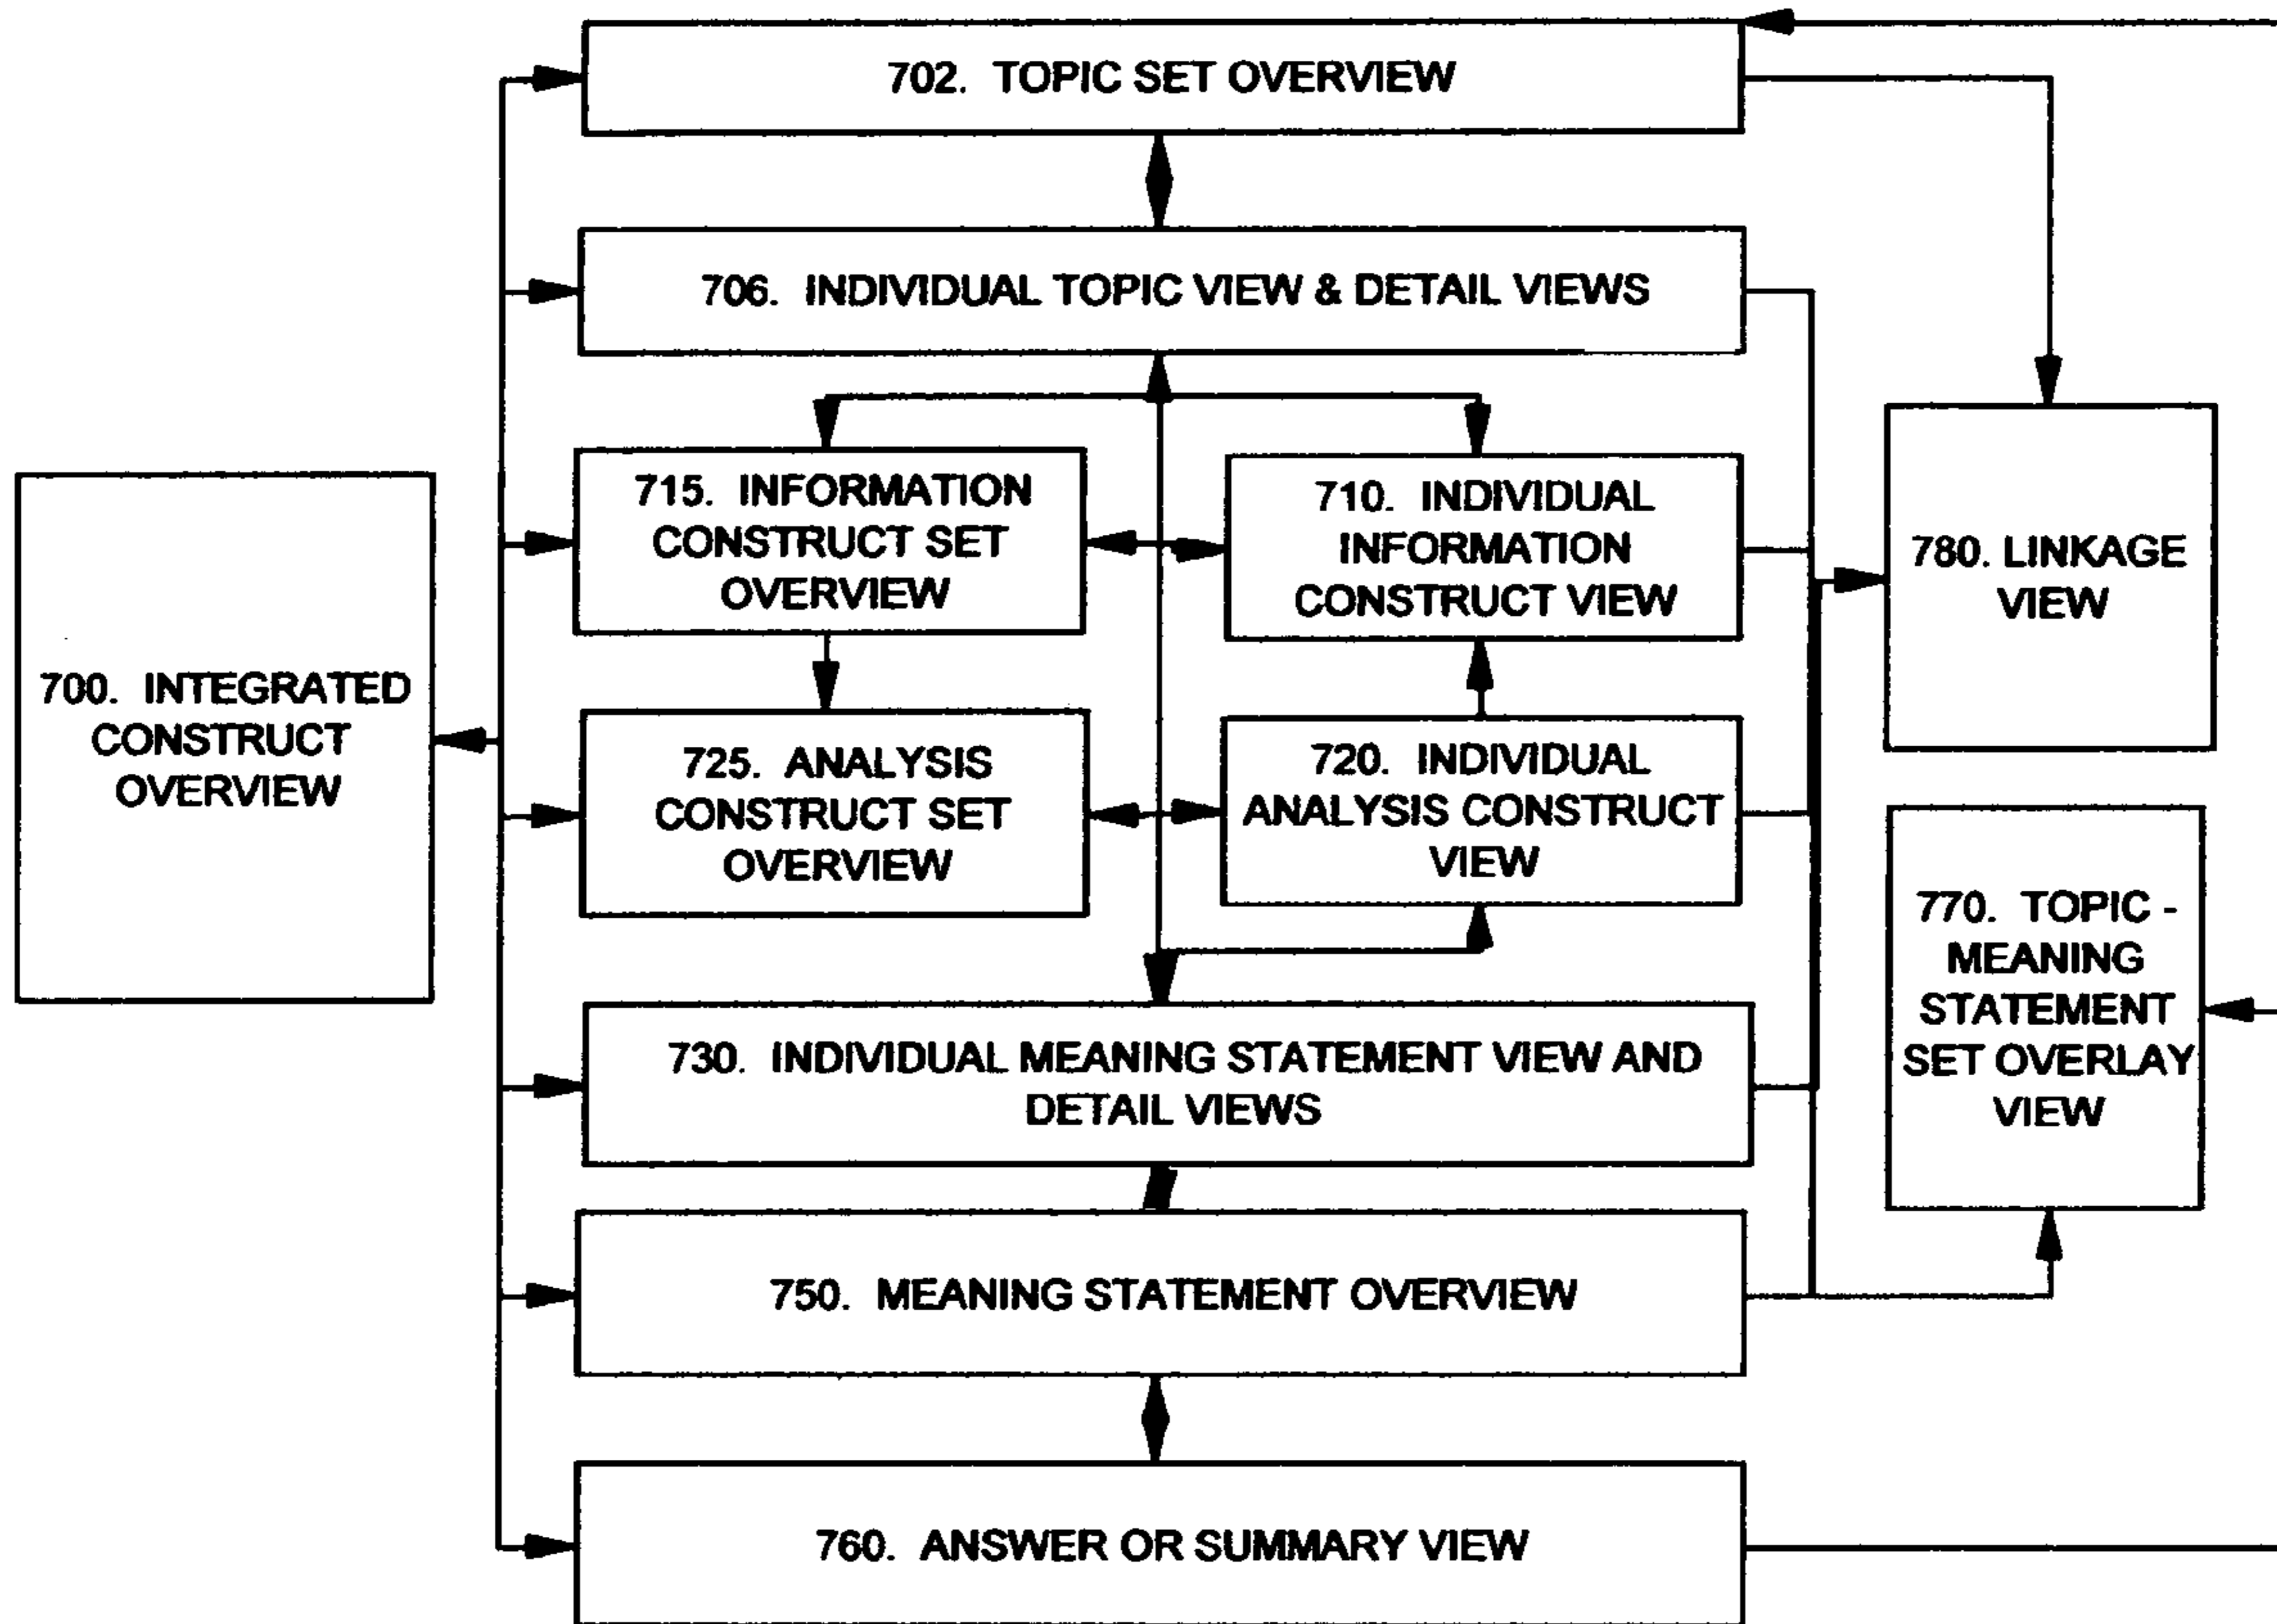 702. TOPIC SET OVERVIEW
706. INDIVIDUAL TOPIC VIEW & DETAIL VIEWS
715. INFORMATION
CONSTRUCT SET
OVERVIEW
710. INDIVIDUAL
INFORMATION
CONSTRUCT VIEW
780. LINKAGE
VIEW
700. INTEGRATED
CONSTRUCT
OVERVIEW
725. ANALYSIS
CONSTRUCT SET
OVERVIEW
720. INDIVIDUAL
ANALYSIS CONSTRUCT
VIEW
770. TOPIC -
MEANING
STATEMENT
SET OVERLAY
VIEW
730. INDIVIDUAL MEANING STATEMENT VIEW AND
DETAIL VIEWS
750. MEANING STATEMENT OVERVIEW
760. ANSWER OR SUMMARY VIEW